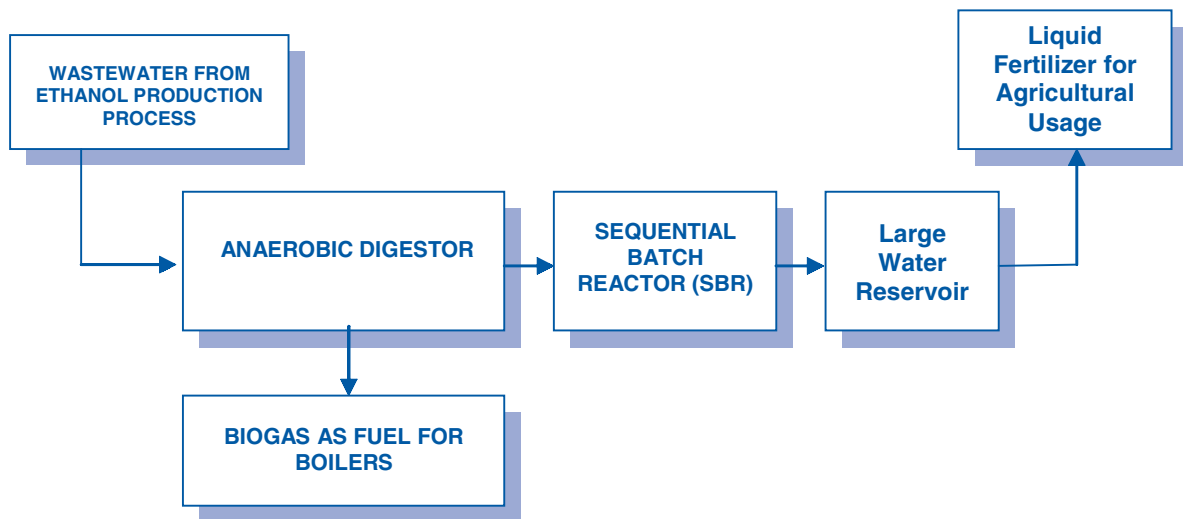 WASTEWATER FROM
ETHANOL PRODUCTION
PROCESS
Liquid
Fertilizer for
Agricultural
Usage
ANAEROBIC DIGESTOR
SEQUENTIAL
BATCH
REACTOR (SBR)
Large
Water
Reservoir
BIOGAS AS FUEL FOR
BOILERS